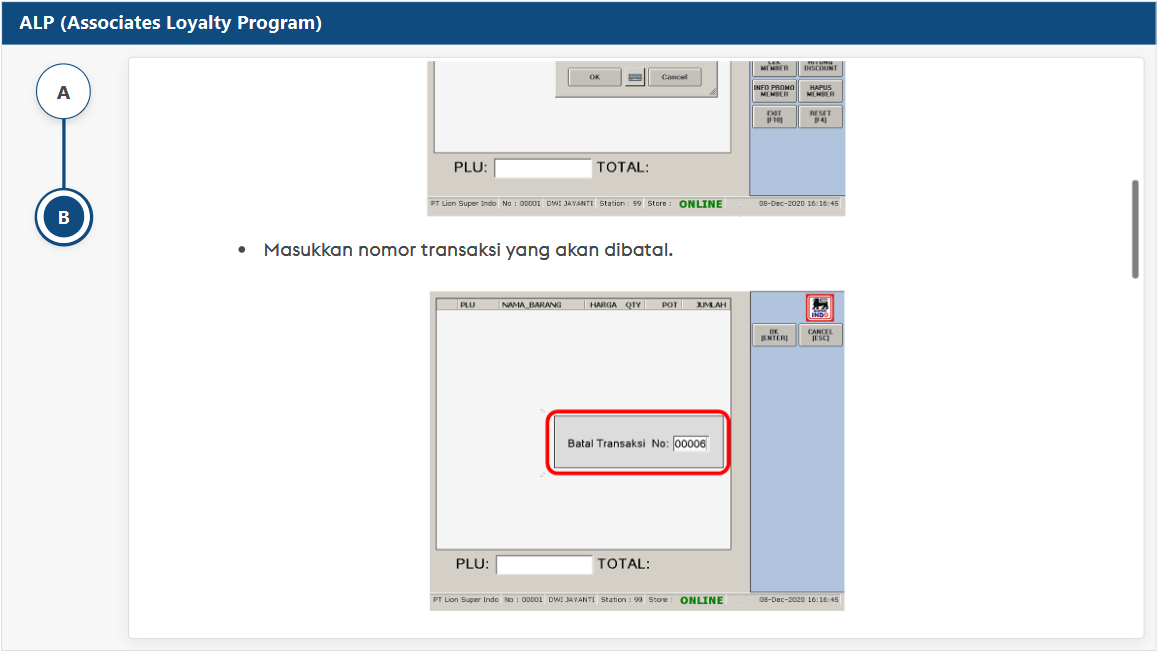 ALP (Associates Loyalty Program)
A
B
OK
Cancel
CEK MEMBER
HITUNG DISCOUNT
INFO PROMO MEMBER
HAPUS MEMBER
EXIT [F10]
RESET [F4]
PLU:
TOTAL:
PT Lion Super Indo No : 00001 DWI JAYANTI Station : 99 Store : ONLINE 08-Dec-2020 16:16:45
• Masukkan nomor transaksi yang akan dibatal.
PLU NAMA_BARANG HARGA QTY POT JUMLAH
INDO
OK [ENTER]
CANCEL [ESC]
Batal Transaksi No: 00006
PLU:
TOTAL:
PT Lion Super Indo No : 00001 DWI JAYANTI Station : 99 Store : ONLINE 08-Dec-2020 16:16:45